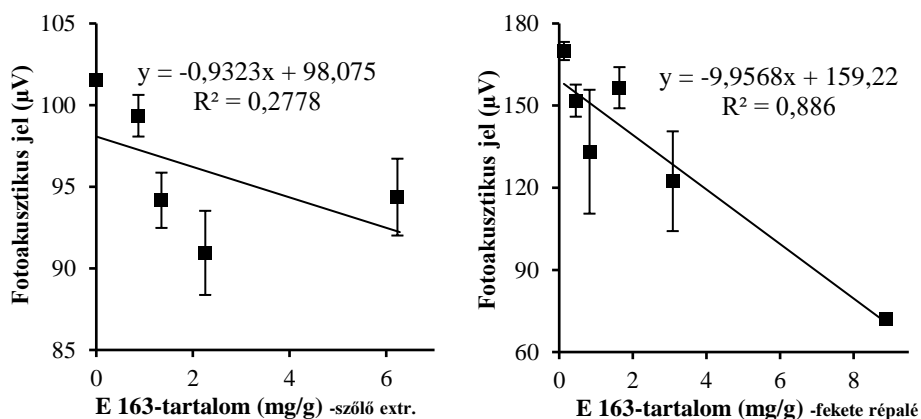 105
100
95
90
85
Fotoakusztikus jel (µV)
y = -0,9323x + 98,075
R² = 0,2778
0 2 4 6
E 163-tartalom (mg/g) -szőlő extr.
180
150
120
90
60
Fotoakusztikus jel (µV)
y = -9,9568x + 159,22
R² = 0,886
0 2 4 6 8
E 163-tartalom (mg/g) -fekete répalé